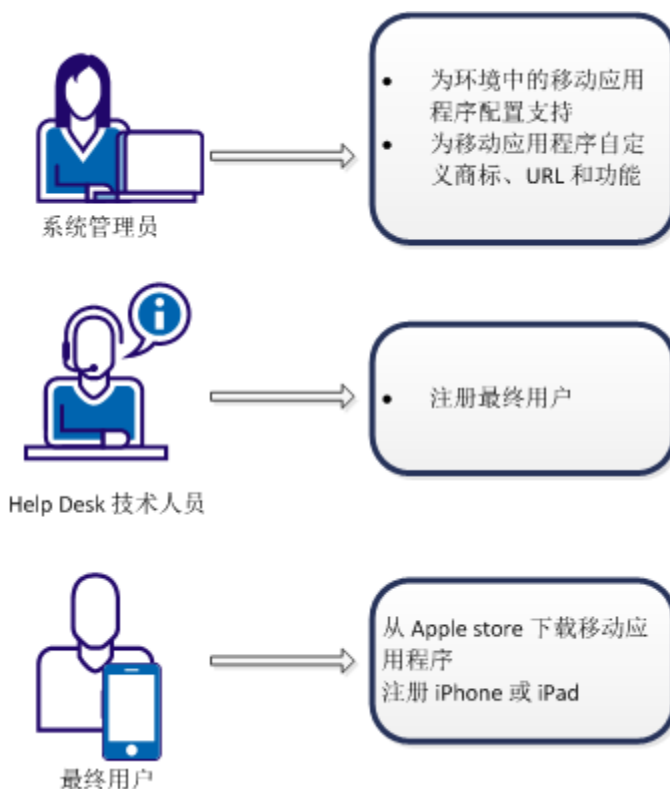 • 为环境中的移动应用
程序配置支持
• 为移动应用程序自定
义商标、URL 和功能
系统管理员
• 注册最终用户
Help Desk 技术人员
从 Apple store 下载移动应
用程序
注册 iPhone 或 iPad
最终用户